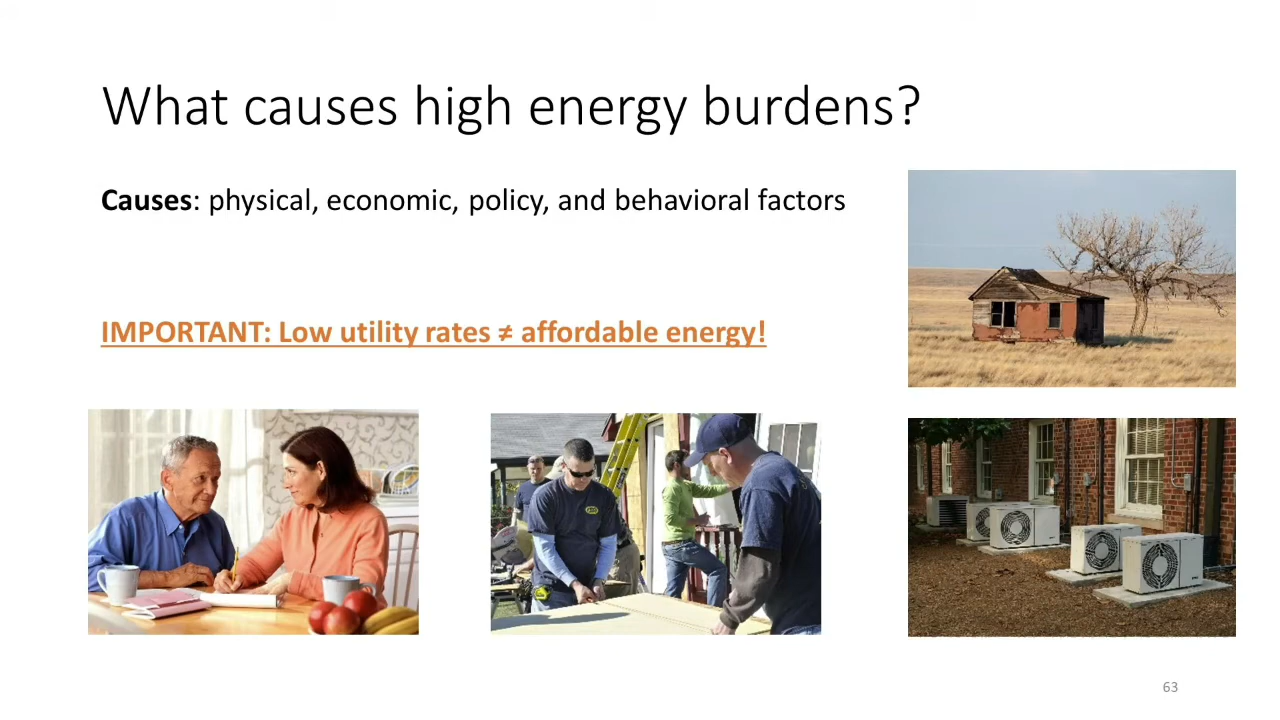 What causes high energy burdens?
Causes: physical, economic, policy, and behavioral factors
IMPORTANT: Low utility rates ≠ affordable energy!
63